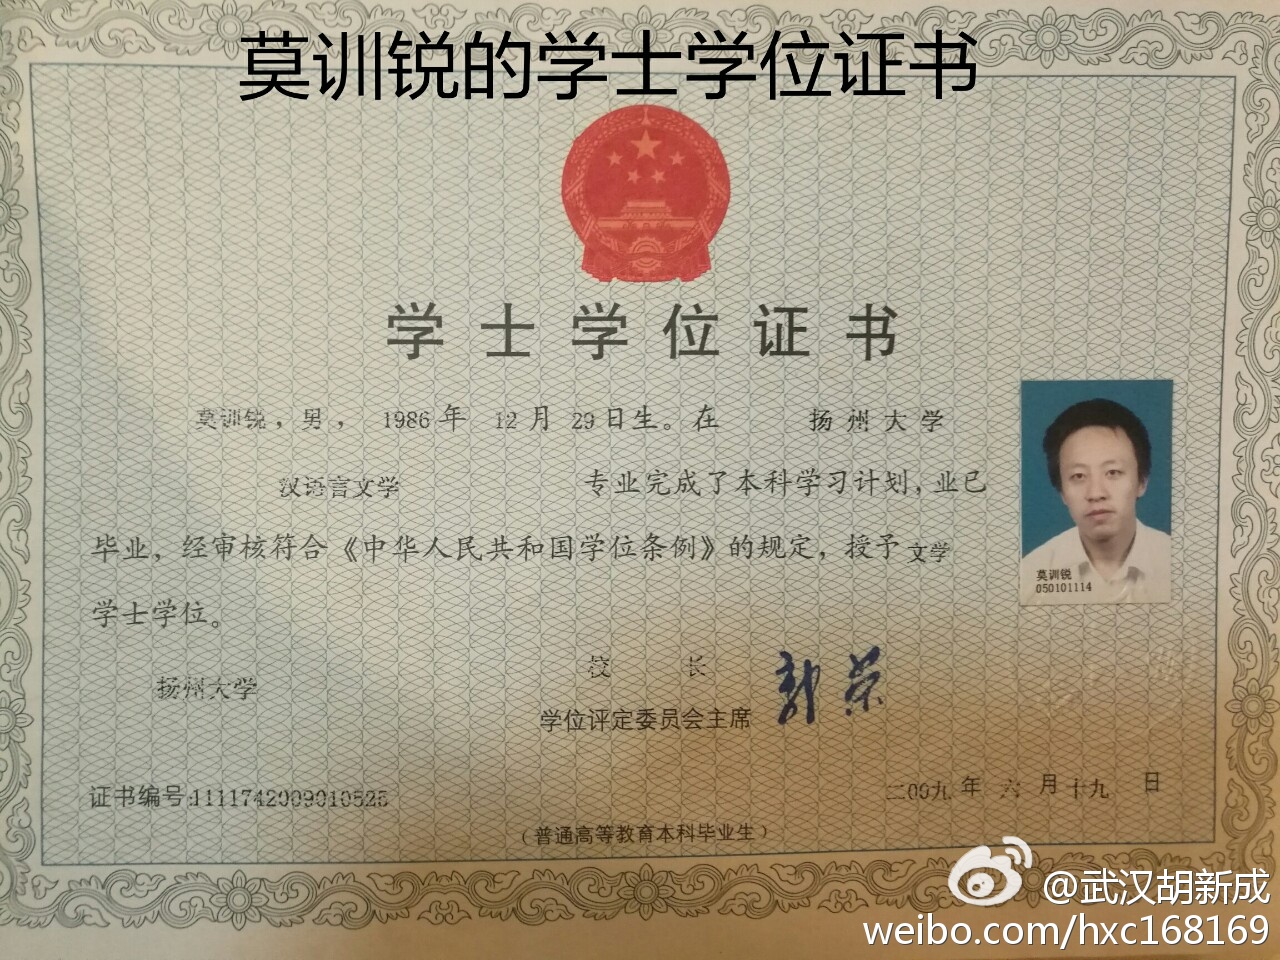 莫训锐的学士学位证书
学士学位证书
莫训锐，男， 1986 年 12 月 29 日生。在 扬州大学
汉语言文学 专业完成了本科学习计划，业已
毕业，经审核符合《中华人民共和国学位条例》的规定，授予 文学
学士学位。
莫训锐
050101114
扬州大学
校 长
学位评定委员会主席
证书编号:1111742009010525
二00九 年 六 月 十九 日
（普通高等教育本科毕业生）
@武汉胡新成
weibo.com/hxc168169